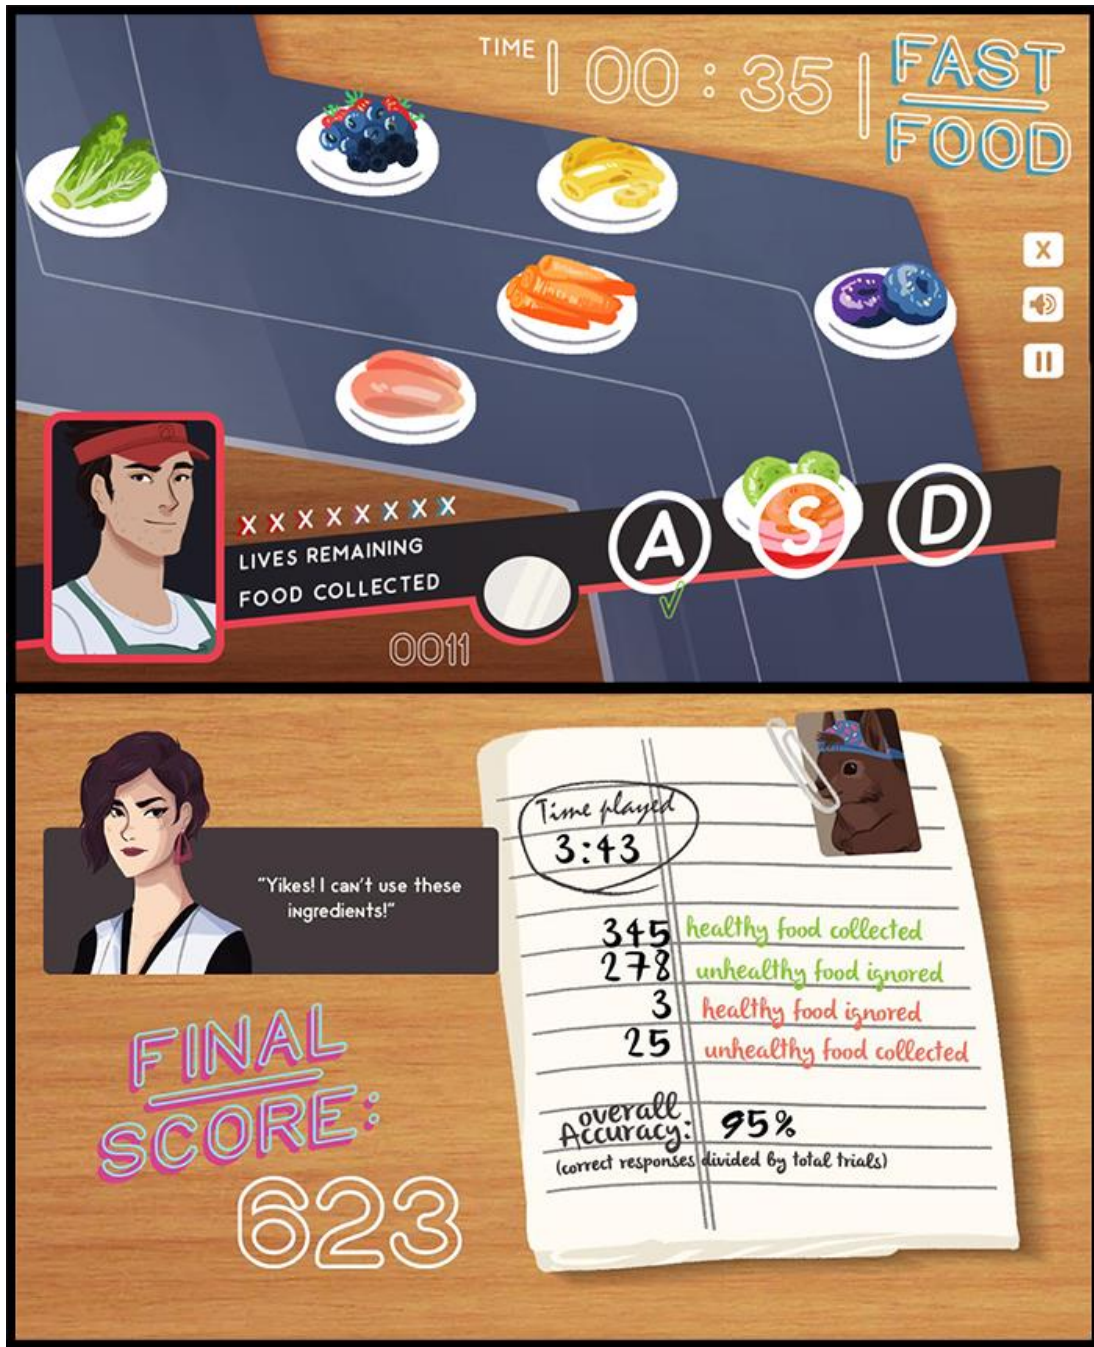 TIME 00 : 35
FAST
FOOD
X
X X X X X X X X
LIVES REMAINING
FOOD COLLECTED
0011
A S D
Time played
3:43
"Yikes! I can't use these
ingredients!"
345 healthy food collected
278 unhealthy food ignored
3 healthy food ignored
25 unhealthy food collected
FINAL
SCORE:
623
overall
Accuracy: 95%
(correct responses divided by total trials)